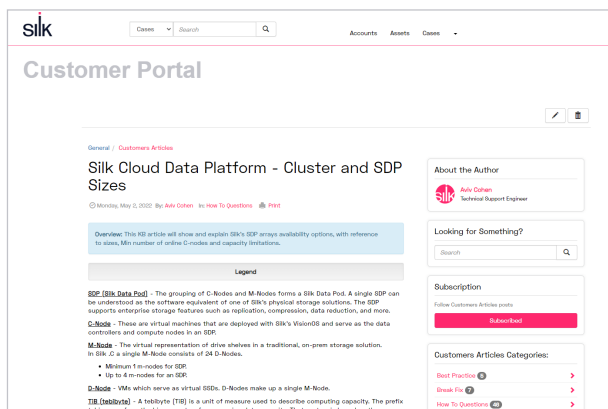 silk
Cases Search
Accounts Assets Cases
Customer Portal
General / Customers Articles
Silk Cloud Data Platform - Cluster and SDP
Sizes
Monday, May 2, 2022 By: Aviv Cohen In: How To Questions Print
Overview: This KB article will show and explain Silk's SDP arrays availability options, with reference
to sizes, Min number of online C-nodes and capacity limitations.
Legend
SDP (Silk Data Pod) - The grouping of C-Nodes and M-Nodes forms a Silk Data Pod. A single SDP can
be understood as the software equivalent of one of Silk's physical storage solutions. The SDP
supports enterprise storage features such as replication, compression, data reduction, and more.
C-Node - These are virtual machines that are deployed with Silk's VisionOS and serve as the data
controllers and compute nodes in an SDP.
M-Node - The virtual representation of drive shelves in a traditional, on-prem storage solution.
In Silk .C a single M-Node consists of 24 D-Nodes.
• Minimum 1 m-nodes for SDP.
• Up to 4 m-nodes for an SDP.
D-Node - VMs which serve as virtual SSDs. D-Nodes make up a single M-Node.
TiB (tebibyte) - A tebibyte (TiB) is a unit of measure used to describe computing capacity. The prefix
About the Author
silk
Aviv Cohen
Technical Support Engineer
Looking for Something?
Search
Subscription
Follow Customers Articles posts
Subscribed
Customers Articles Categories:
Best Practice 5
Break Fix 7
How To Questions 46